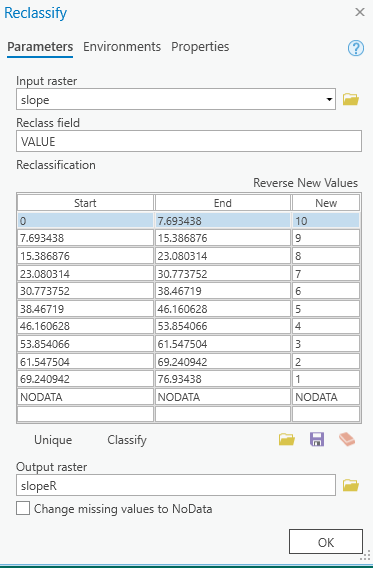 Reclassify
Parameters Environments Properties
Input raster
slope
Reclass field
VALUE
Reclassification
Reverse New Values
Start End New
0 7.693438 10
7.693438 15.386876 9
15.386876 23.080314 8
23.080314 30.773752 7
30.773752 38.46719 6
38.46719 46.160628 5
46.160628 53.854066 4
53.854066 61.547504 3
61.547504 69.240942 2
69.240942 76.93438 1
NODATA NODATA NODATA
Unique Classify
Output raster
slopeR
Change missing values to NoData
OK